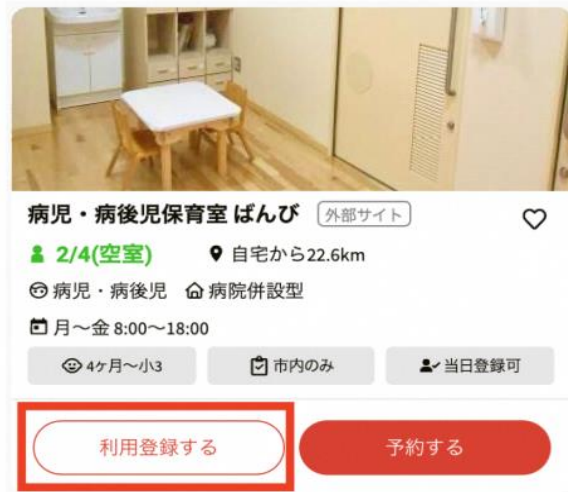 病児・病後児保育室 ばんび 外部サイト
2/4(空室) 自宅から22.6km
病児・病後児 病院併設型
月〜金 8:00〜18:00
4ヶ月〜小3 市内のみ 当日登録可
利用登録する 予約する